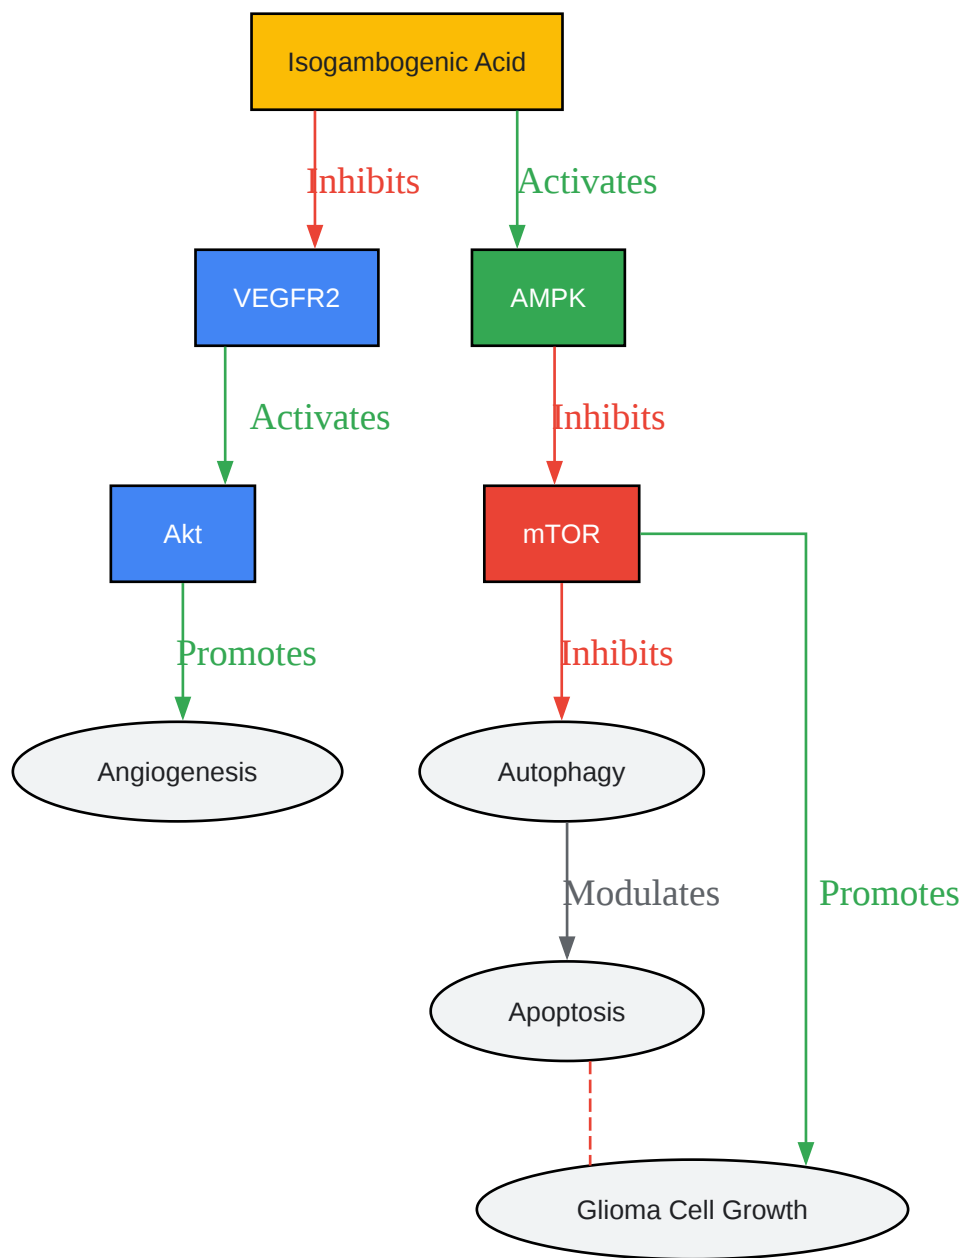 Isogambogenic Acid
Inhibits
Activates
VEGFR2
AMPK
Activates
Inhibits
Akt
mTOR
Promotes
Inhibits
Angiogenesis
Autophagy
Modulates
Promotes
Apoptosis
Glioma Cell Growth